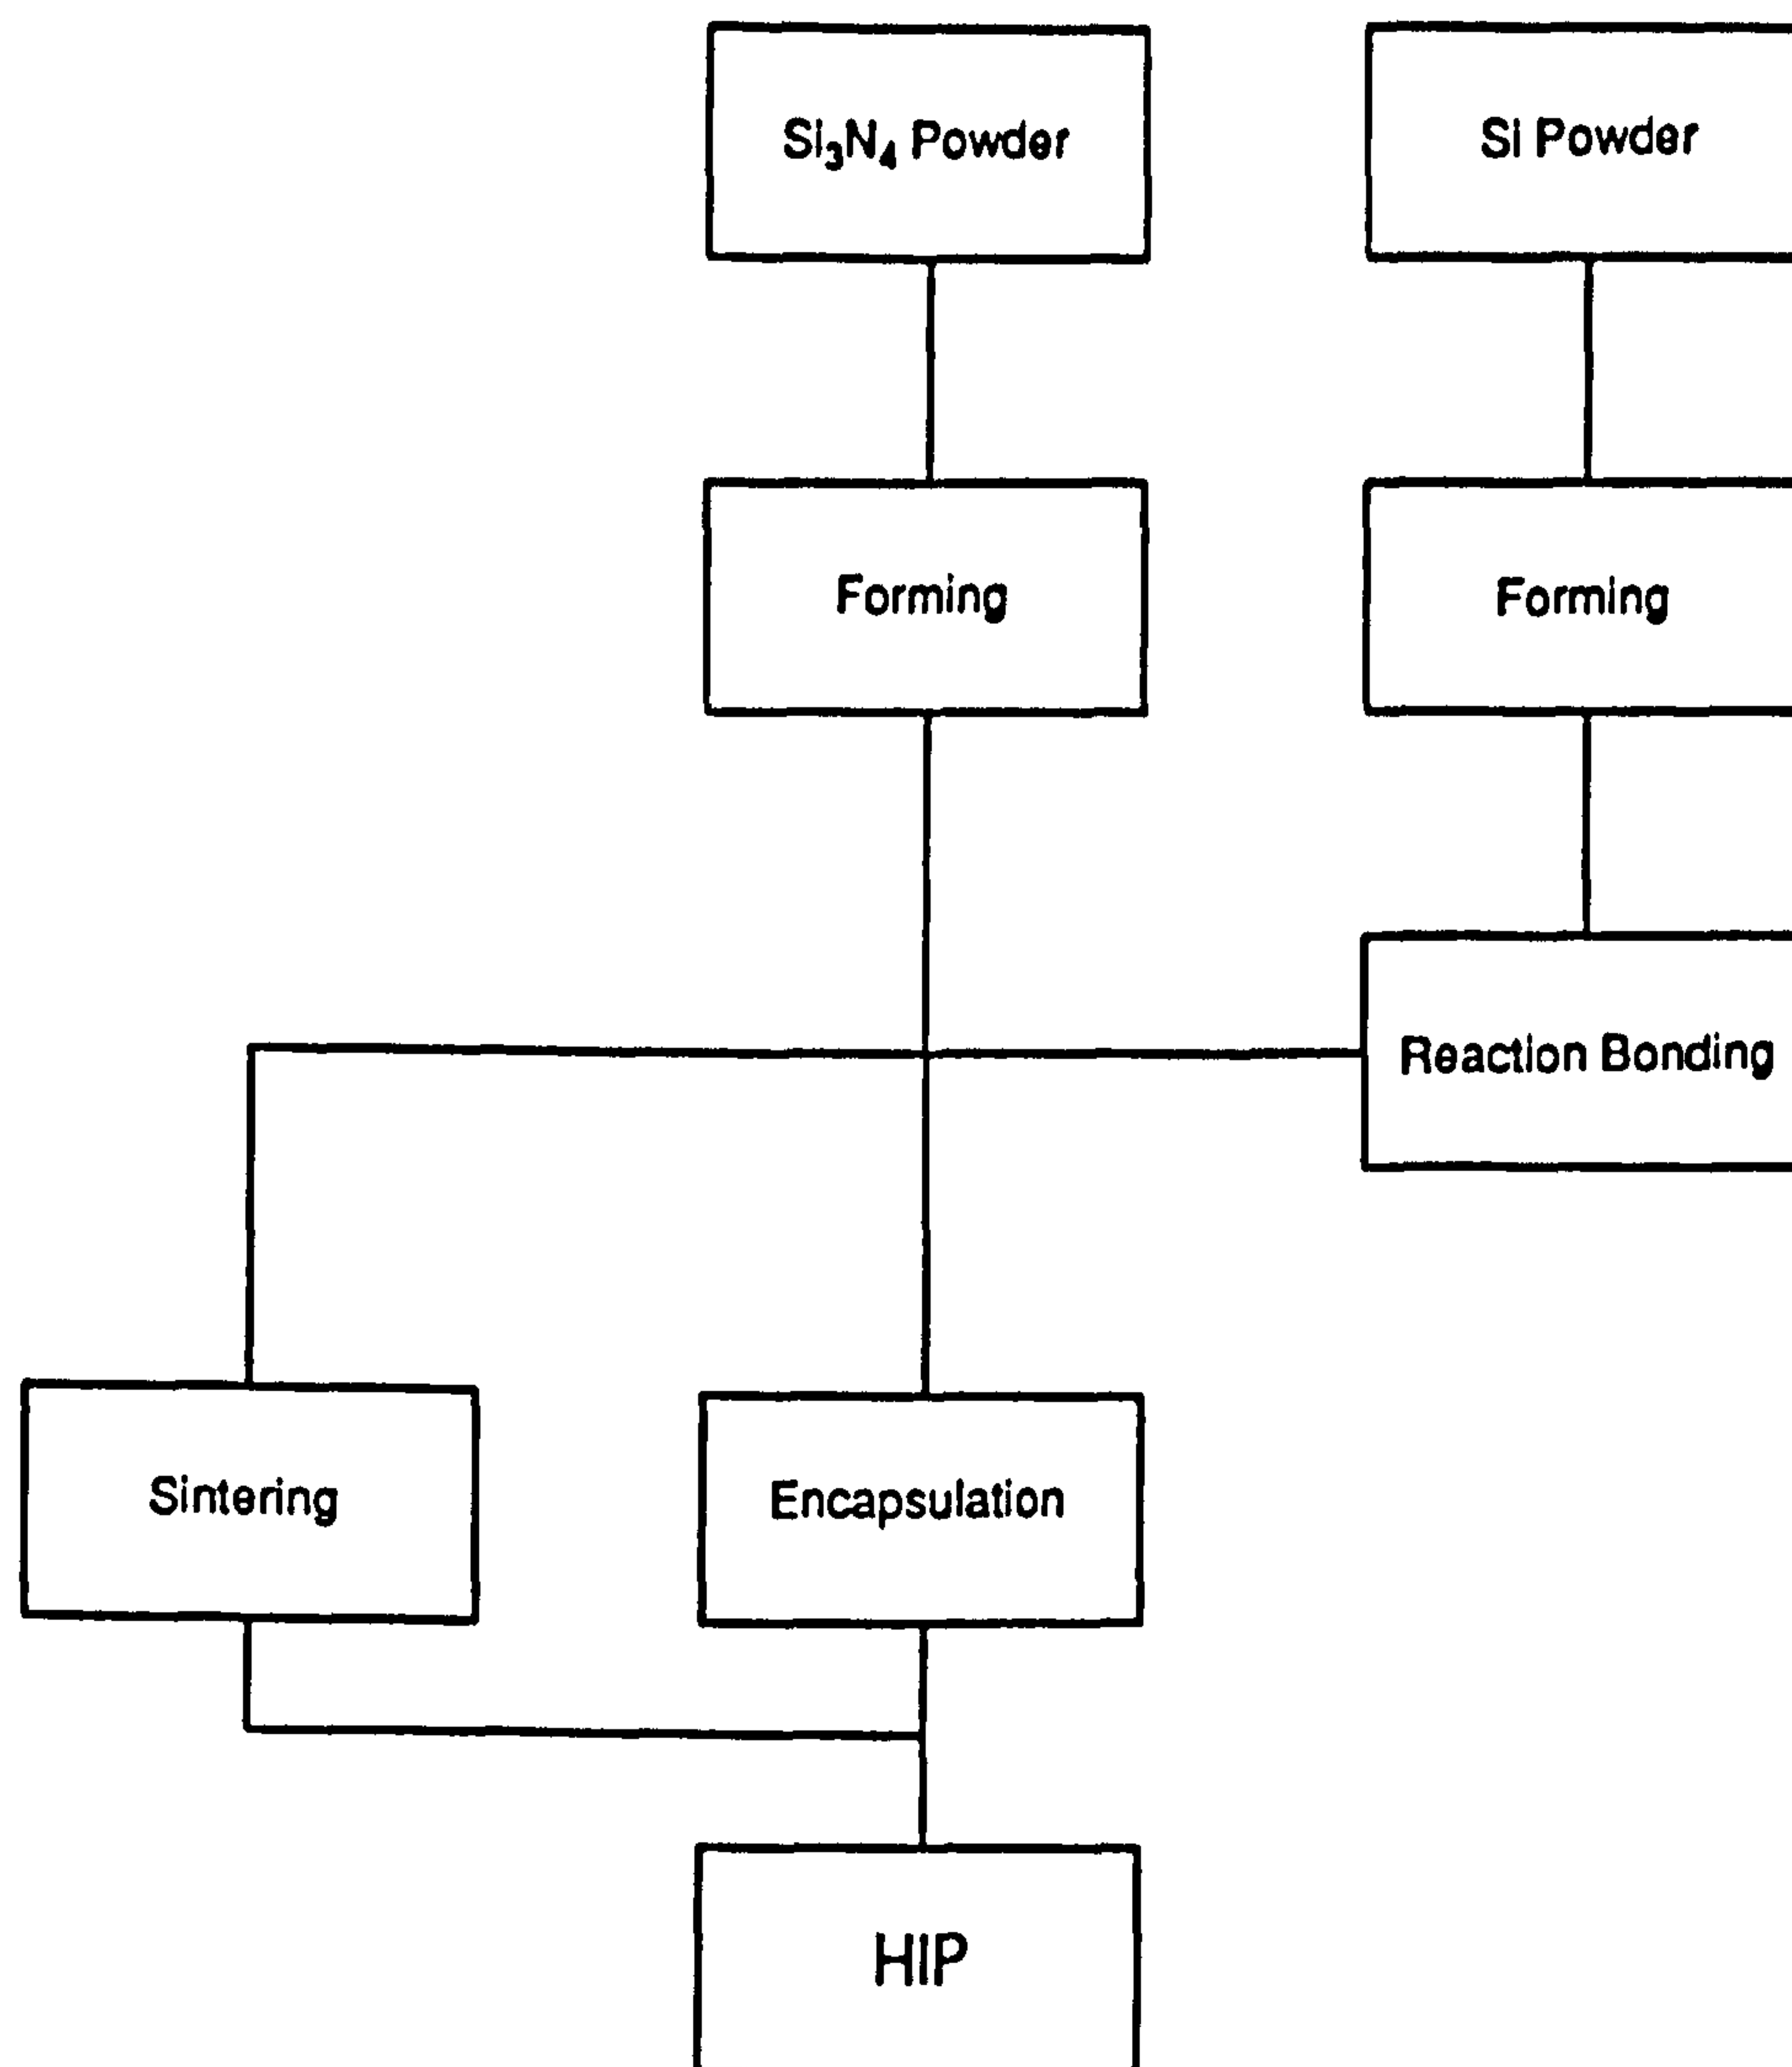 Si₃N₄ Powder
Si Powder
Forming
Forming
Reaction Bonding
Sintering
Encapsulation
HIP